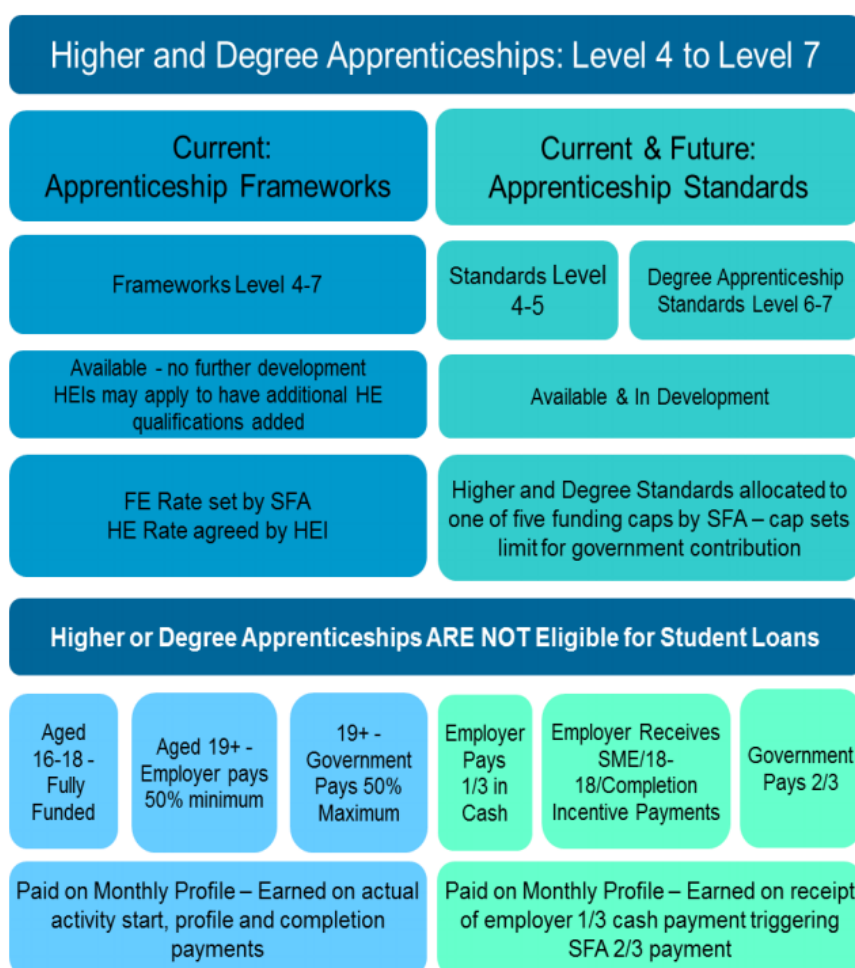 Higher and Degree Apprenticeships: Level 4 to Level 7
Current:
Apprenticeship Frameworks
Current & Future:
Apprenticeship Standards
Frameworks Level 4-7
Standards Level
4-5
Degree Apprenticeship
Standards Level 6-7
Available - no further development
HEIs may apply to have additional HE
qualifications added
Available & In Development
FE Rate set by SFA
HE Rate agreed by HEI
Higher and Degree Standards allocated to
one of five funding caps by SFA – cap sets
limit for government contribution
Higher or Degree Apprenticeships ARE NOT Eligible for Student Loans
Aged
16-18 -
Fully
Funded
Aged 19+ -
Employer pays
50% minimum
19+ -
Government
Pays 50%
Maximum
Employer
Pays
1/3 in
Cash
Employer Receives
SME/18-
18/Completion
Incentive Payments
Government
Pays 2/3
Paid on Monthly Profile – Earned on actual
activity start, profile and completion
payments
Paid on Monthly Profile – Earned on receipt
of employer 1/3 cash payment triggering
SFA 2/3 payment